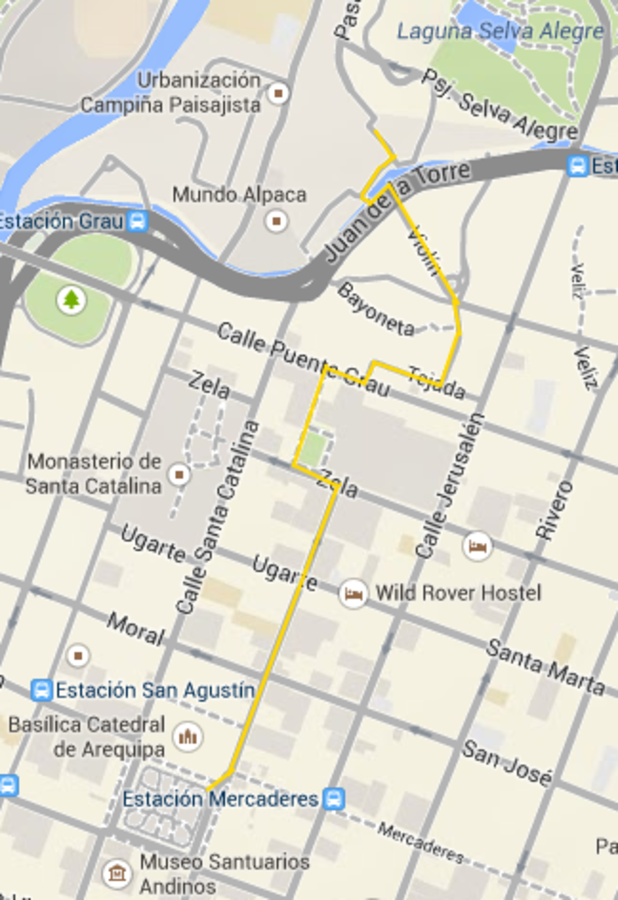 Laguna Selva Alegre
Pas
Psj. Selva Alegre
Urbanización
Campiña Paisajista
Juan de la Torre
Est
Mundo Alpaca
Estación Grau
Violín
Veliz
Bayoneta
Calle Puente Grau
Veliz
Tejada
Zela
Monasterio de
Santa Catalina
Zela
Calle Santa Catalina
Calle Jerusalén
Rivero
Ugarte
Ugarte
Wild Rover Hostel
Moral
Santa Marta
Estación San Agustín
Basílica Catedral
de Arequipa
San José
Estación Mercaderes
Mercaderes
Pa
Museo Santuarios
Andinos